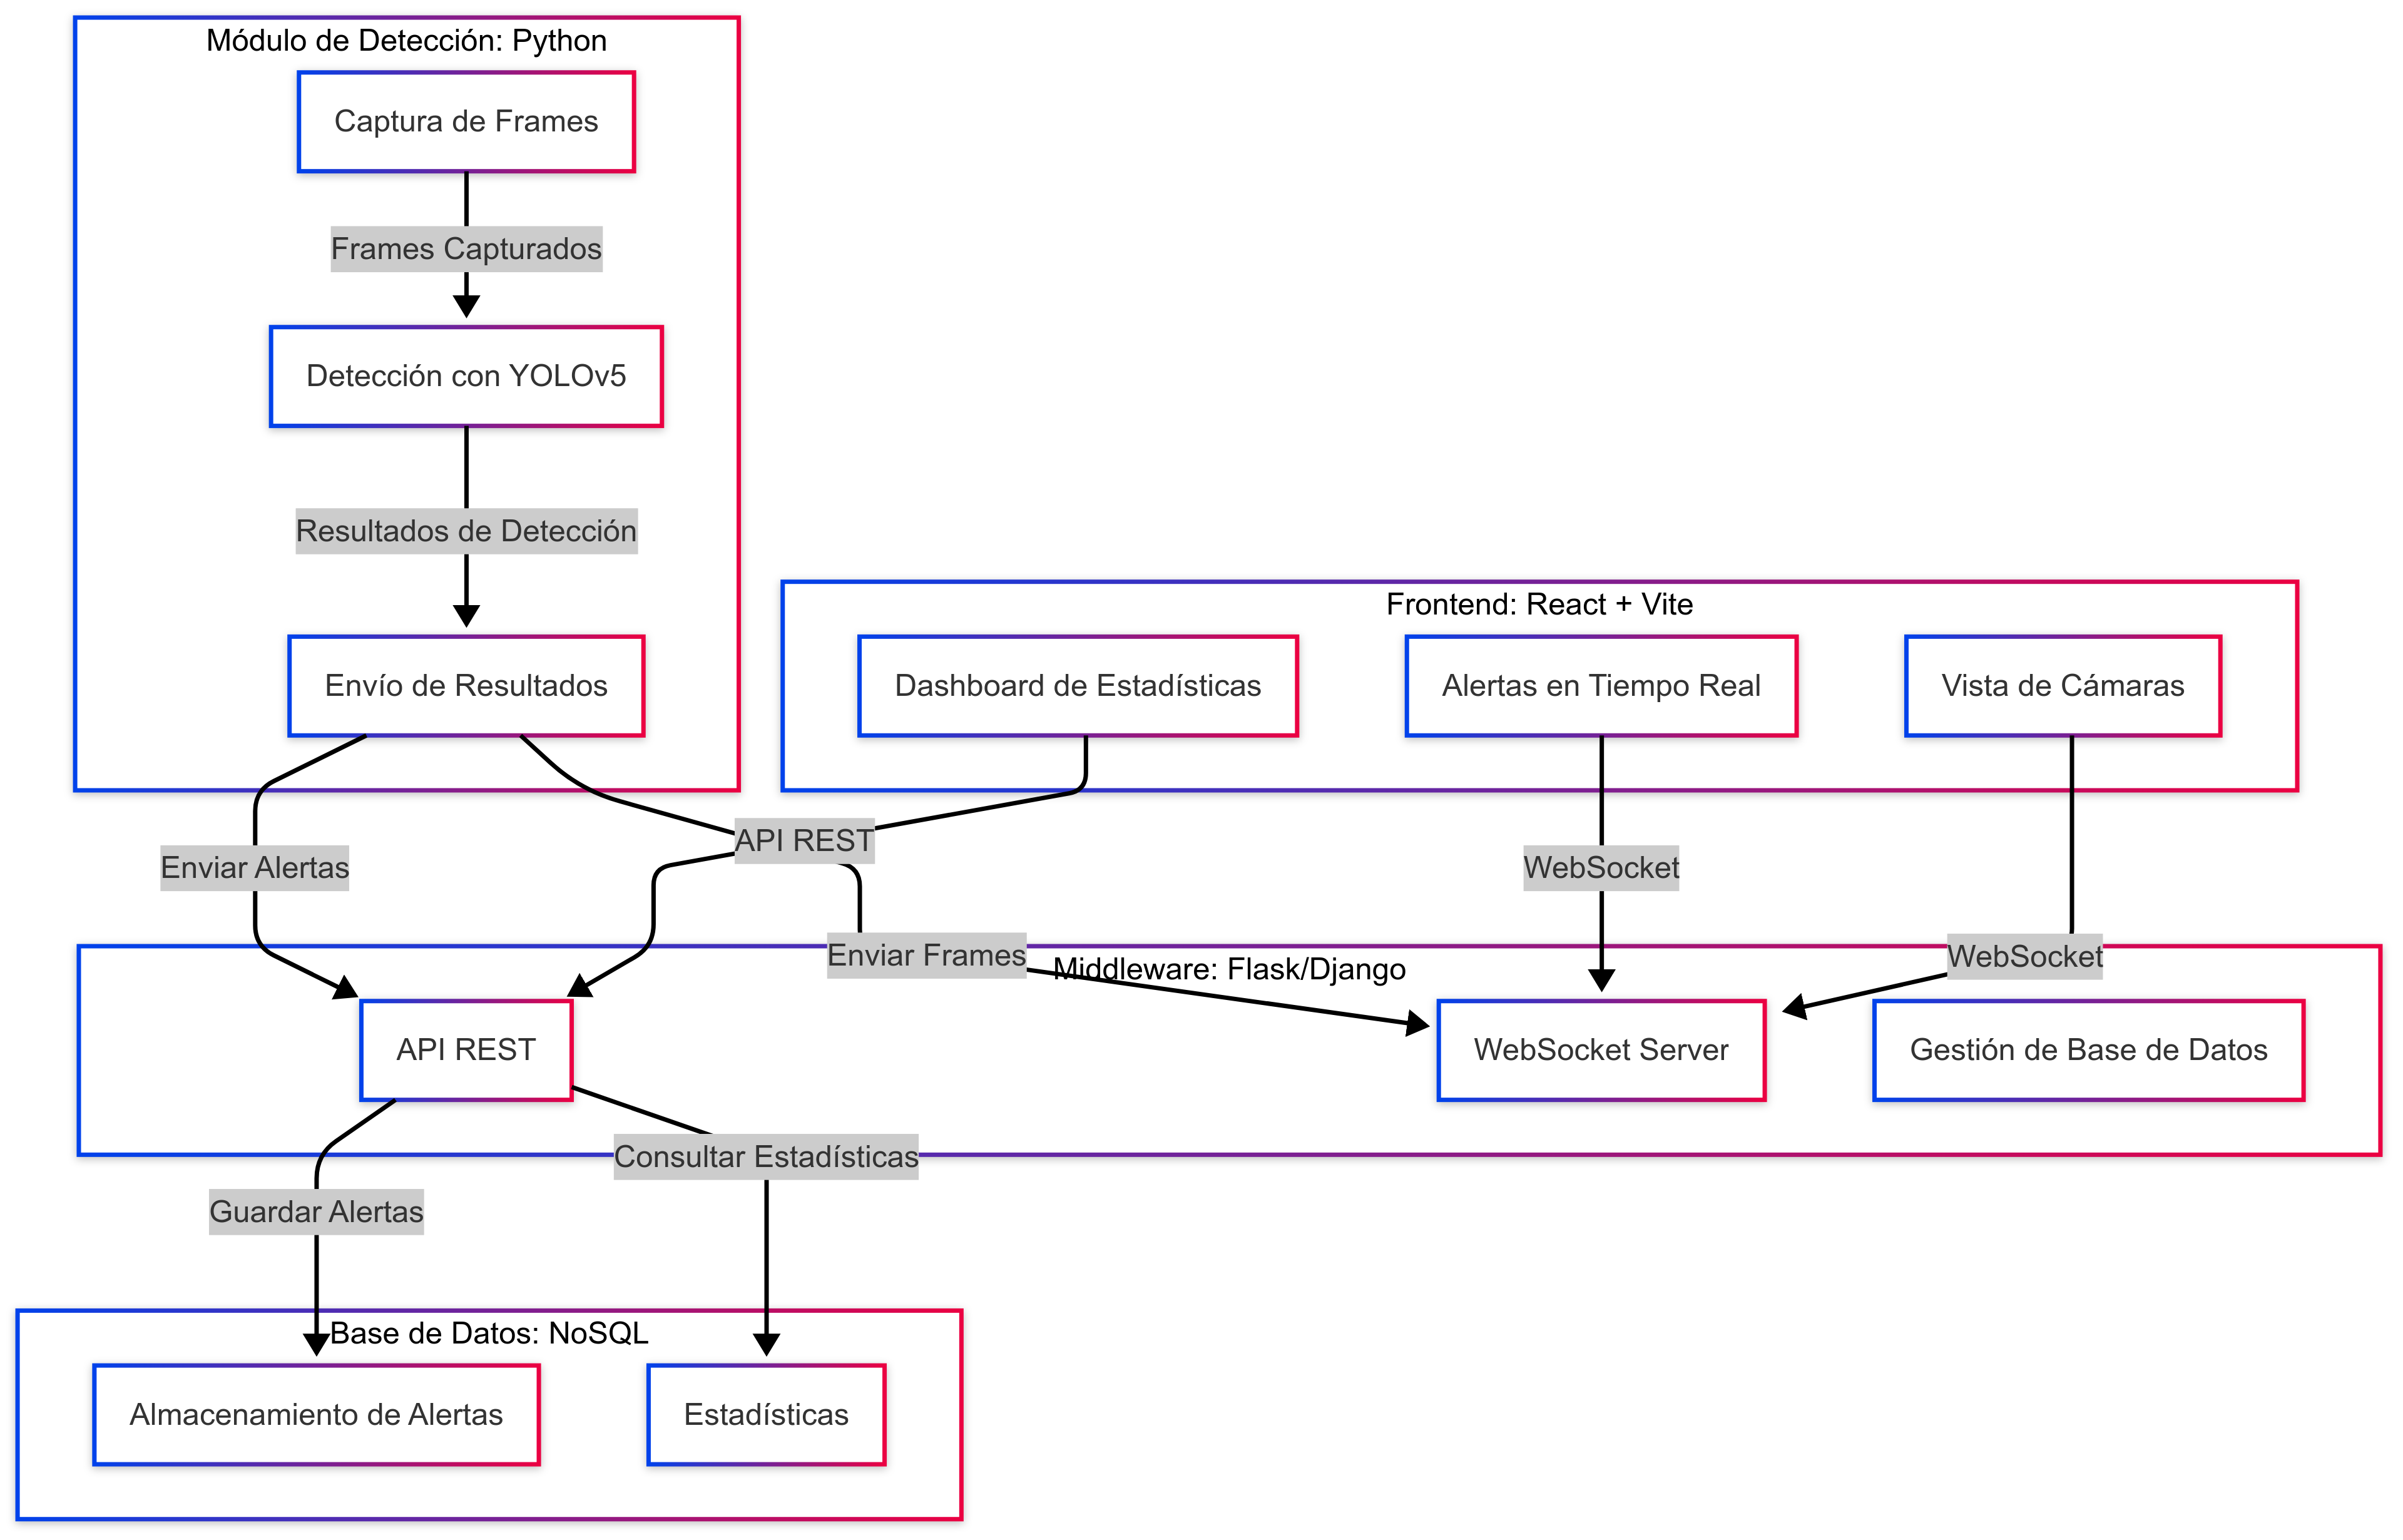 Módulo de Detección: Python
Captura de Frames
Frames Capturados
Detección con YOLOv5
Resultados de Detección
Envío de Resultados
Frontend: React + Vite
Dashboard de Estadísticas
Alertas en Tiempo Real
Vista de Cámaras
API REST
Enviar Alertas
WebSocket
Enviar Frames
WebSocket
Middleware: Flask/Django
API REST
WebSocket Server
Gestión de Base de Datos
Consultar Estadísticas
Guardar Alertas
Base de Datos: NoSQL
Almacenamiento de Alertas
Estadísticas